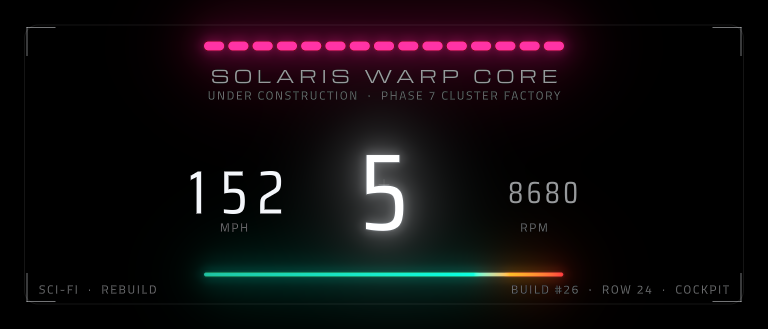 SOLARIS WARP CORE
UNDER CONSTRUCTION · PHASE 7 CLUSTER FACTORY
152
MPH
5
8680
RPM
SCI-FI · REBUILD
BUILD #26 · ROW 24 · COCKPIT